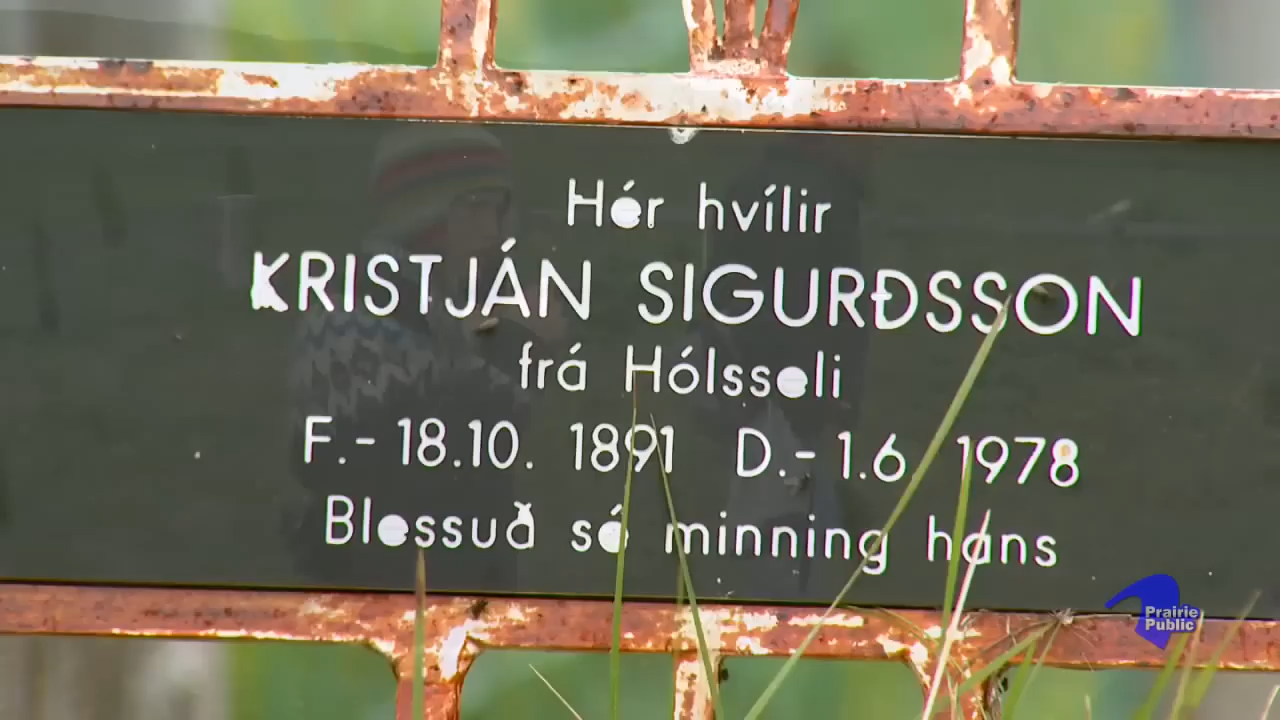 Hér hvílir
KRISTJÁN SIGURÐSSON
frá Hólsseli
F.- 18.10. 1891 D.- 1.6. 1978
Blessuð sé minning hans
Prairie
Public